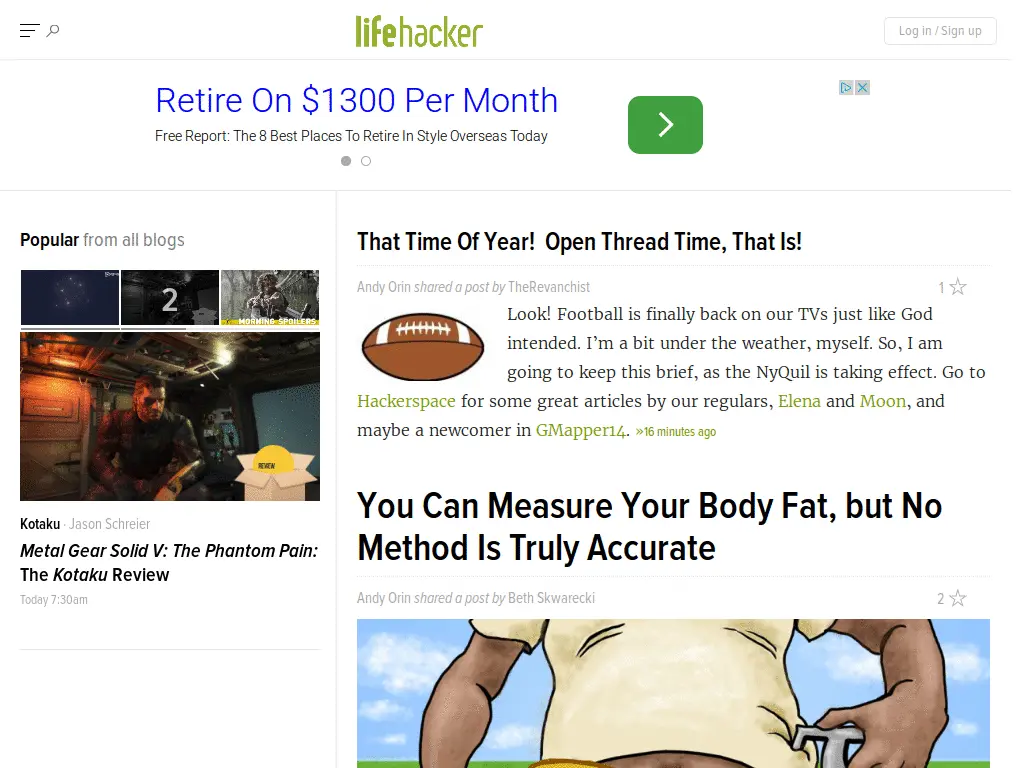 lifehacker
Log in / Sign up
Retire On $1300 Per Month
Free Report: The 8 Best Places To Retire In Style Overseas Today
Popular from all blogs
2
MORNING SPOILERS
REVIEW
Kotaku · Jason Schreier
Metal Gear Solid V: The Phantom Pain:
The Kotaku Review
Today 7:30am
That Time Of Year! Open Thread Time, That Is!
Andy Orin shared a post by TheRevanchist
1
Look! Football is finally back on our TVs just like God
intended. I'm a bit under the weather, myself. So, I am
going to keep this brief, as the NyQuil is taking effect. Go to
Hackerspace for some great articles by our regulars, Elena and Moon, and
maybe a newcomer in GMapper14. »16 minutes ago
You Can Measure Your Body Fat, but No
Method Is Truly Accurate
Andy Orin shared a post by Beth Skwarecki
2